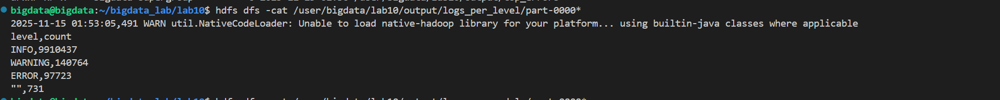 bigdata@bigdata:~/bigdata_lab/lab10$ hdfs dfs -cat /user/bigdata/lab10/output/logs_per_level/part-0000*
2025-11-15 01:53:05,491 WARN util.NativeCodeLoader: Unable to load native-hadoop library for your platform... using builtin-java classes where applicable
level,count
INFO,9910437
WARNING,140764
ERROR,97723
"",731